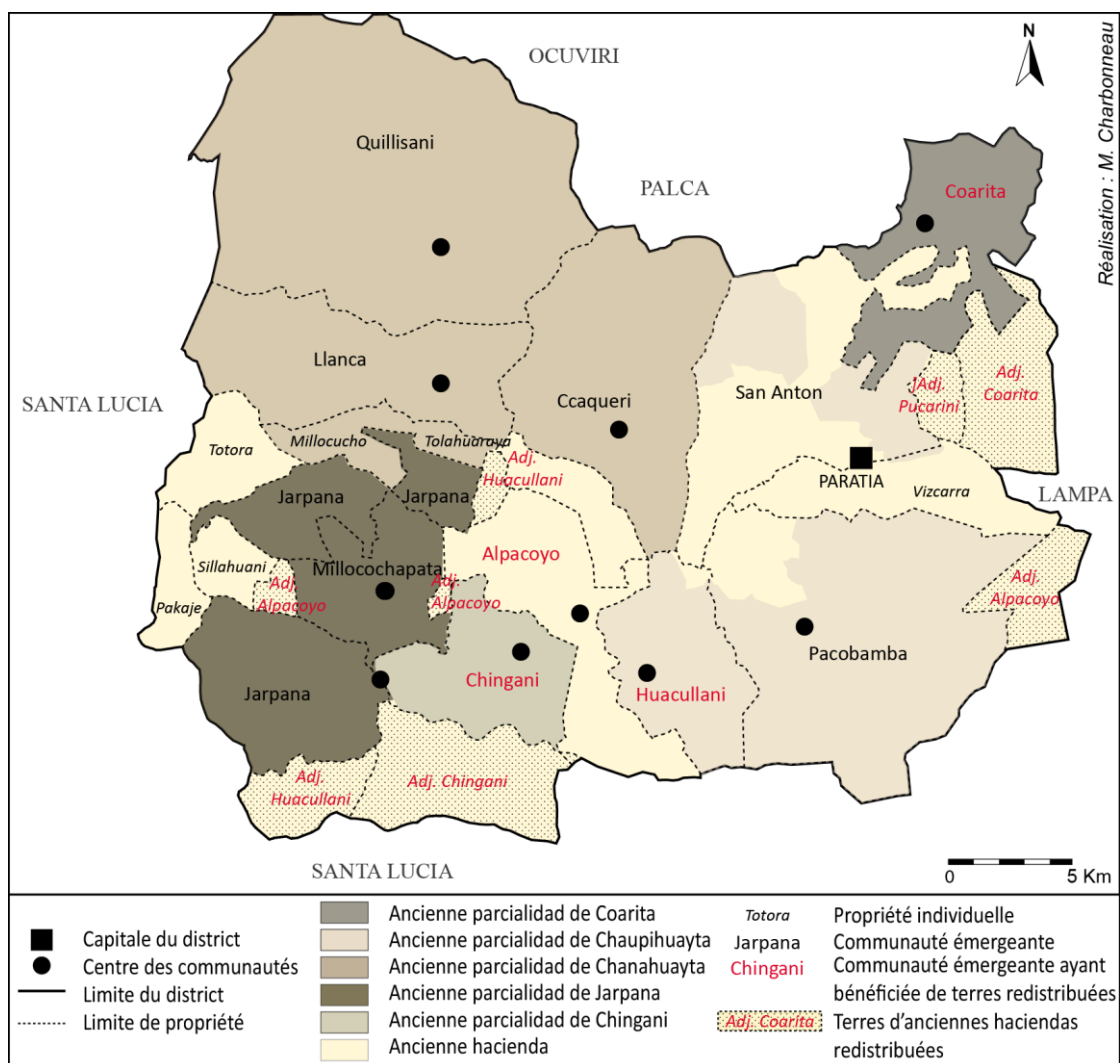 OCUVIRI
N
Réalisation : M. Charbonneau
Quillisani
PALCA
Coarita
Llanca
SANTA LUCIA
Ccaqueri
San Anton
JAdj.
Pucarini
Adj.
Coarita
Totora
Millocucho
Tolahuaraya
Adj.
Huacullani
Jarpana
Jarpana
PARATIA
Vizcarra
LAMPA
Sillahuani
Millocochapata
Alpacoyo
Adj.
Alpacoyo
Adj.
Alpacoyo
Adj.
Alpacoyo
Pakaje
Pacobamba
Jarpana
Chingani
Huacullani
Adj.
Huacullani
Adj. Chingani
SANTA LUCIA
0 5 Km
Capitale du district
Centre des communautés
Limite du district
Limite de propriété
Ancienne parcialidad de Coarita
Ancienne parcialidad de Chaupihuayta
Ancienne parcialidad de Chanahuayta
Ancienne parcialidad de Jarpana
Ancienne parcialidad de Chingani
Ancienne hacienda
Totora Propriété individuelle
Jarpana Communauté émergeante
Chingani Communauté émergeante ayant
bénéficiée de terres redistribuées
Adj. Coarita Terres d'anciennes haciendas
redistribuées